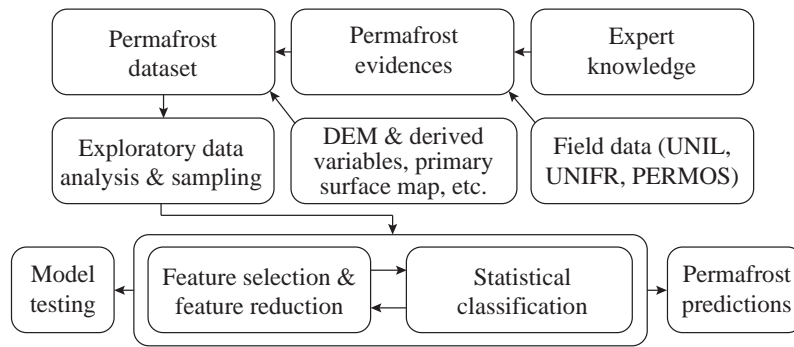 Permafrost
dataset
Permafrost
evidences
Expert
knowledge
Exploratory data
analysis & sampling
DEM & derived
variables, primary
surface map, etc.
Field data (UNIL,
UNIFR, PERMOS)
Model
testing
Feature selection &
feature reduction
Statistical
classification
Permafrost
predictions